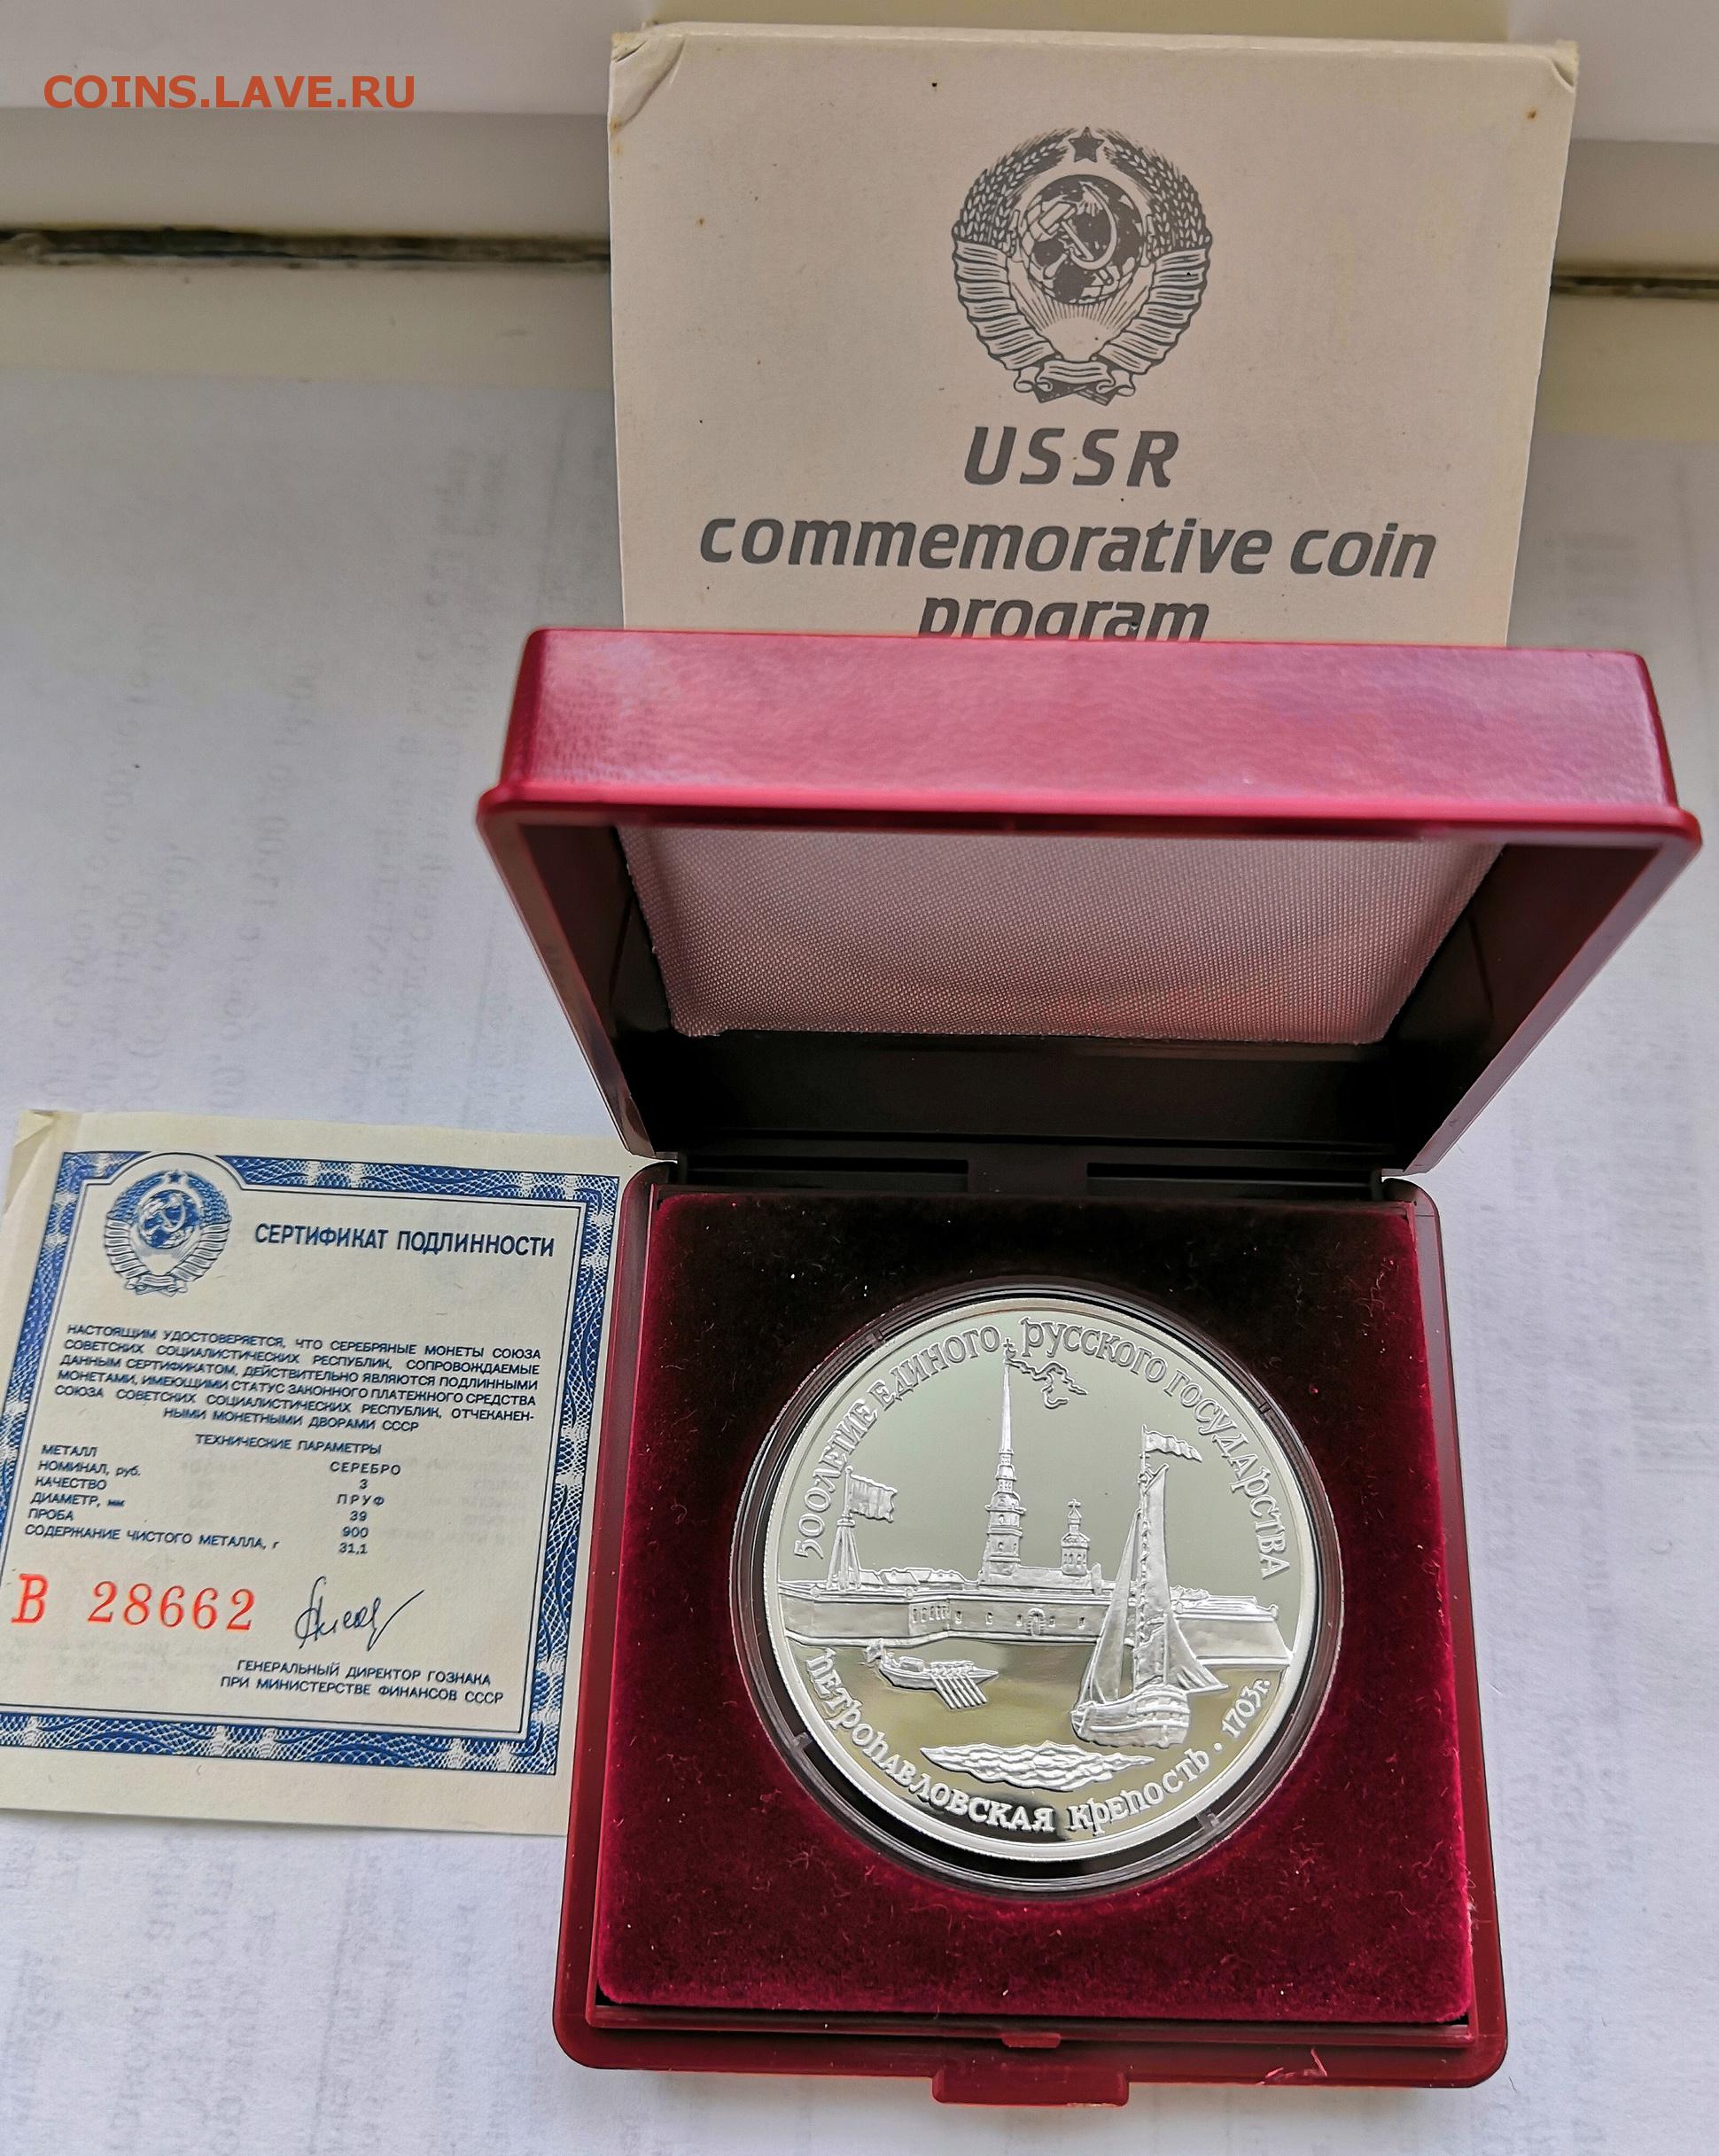 COINS.LAVE.RU
USSR
commemorative coin
program
СЕРТИФИКАТ ПОДЛИННОСТИ
НАСТОЯЩИМ УДОСТОВЕРЯЕТСЯ, ЧТО СЕРЕБРЯНЫЕ МОНЕТЫ СОЮЗА
СОВЕТСКИХ СОЦИАЛИСТИЧЕСКИХ РЕСПУБЛИК, СОПРОВОЖДАЕМЫЕ
ДАННЫМ СЕРТИФИКАТОМ, ДЕЙСТВИТЕЛЬНО ЯВЛЯЮТСЯ ПОДЛИННЫМИ
МОНЕТАМИ, ИМЕЮЩИМИ СТАТУС ЗАКОННОГО ПЛАТЕЖНОГО СРЕДСТВА
СОЮЗА СОВЕТСКИХ СОЦИАЛИСТИЧЕСКИХ РЕСПУБЛИК, ОТЧЕКАНЕН-
НЫМИ МОНЕТНЫМИ ДВОРАМИ СССР
ТЕХНИЧЕСКИЕ ПАРАМЕТРЫ
МЕТАЛЛ СЕРЕБРО
НОМИНАЛ, руб. 3
КАЧЕСТВО ПРУФ
ДИАМЕТР, мм 39
ПРОБА 900
СОДЕРЖАНИЕ ЧИСТОГО МЕТАЛЛА, г 31,1
В 28662
ГЕНЕРАЛЬНЫЙ ДИРЕКТОР ГОЗНАКА
ПРИ МИНИСТЕРСТВЕ ФИНАНСОВ СССР
500ЛЕТИЕ ЕДИНОГО РУССКОГО ГОСУДАРСТВА
ПЕТРОПАВЛОВСКАЯ КРЕПОСТЬ · 1703г.